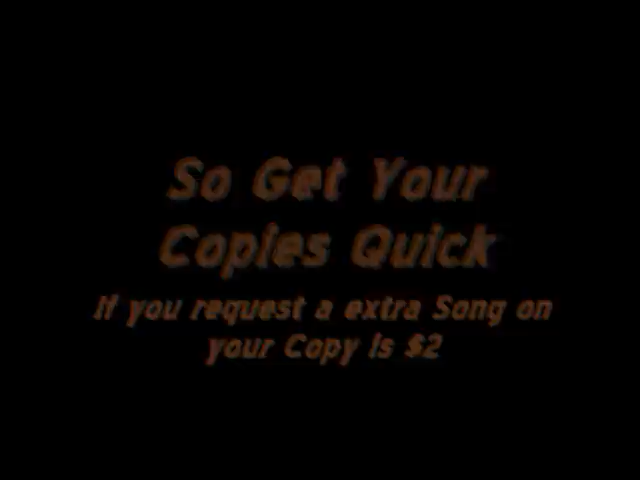 So Get Your
Copies Quick
If you request a extra Song on
your Copy is $2